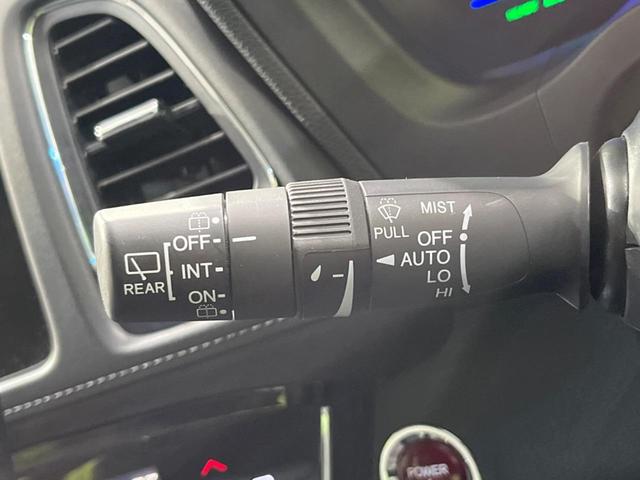 OFF
INT
REAR
ON
MIST
PULL
OFF
AUTO
LO
HI
POWER